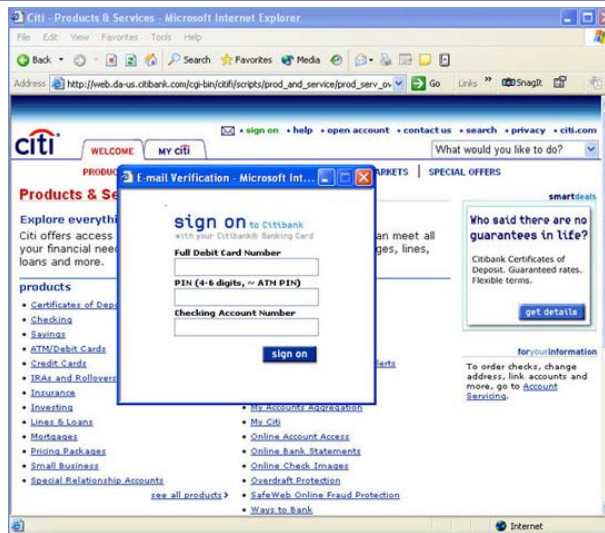 Citi - Products & Services - Microsoft Internet Explorer
File Edit View Favorites Tools Help
Back Search Favorites Media
Address http://web.da-us.citibank.com/cgi-bin/citifi/scripts/prod_and_service/prod_serv_ov Go Links » SnagIt
sign on • help • open account • contact us • search • privacy • citi.com
citi WELCOME MY citi What would you like to do?
PRODUC ARKETS | SPECIAL OFFERS
Products & Se
Explore everythi
Citi offers access an meet all
your financial need ges, lines,
loans and more.
products
• Certificates of Depo
• Checking
• Savings
• ATM/Debit Cards
• Credit Cards lerts
• IRAs and Rollovers
• Insurance
• Investing
• Lines & Loans
• Mortgages
• Pricing Packages
• Small Business
• Special Relationship Accounts
see all products ›
• My Accounts Aggregation
• My Citi
• Online Account Access
• Online Bank Statements
• Online Check Images
• Overdraft Protection
• SafeWeb Online Fraud Protection
• Ways to Bank
E-mail Verification - Microsoft Int...
sign on to Citibank
with your Citibank® Banking Card
Full Debit Card Number
PIN (4-6 digits, ~ ATM PIN)
Checking Account Number
sign on
smartdeals
Who said there are no
guarantees in life?
Citibank Certificates of
Deposit. Guaranteed rates.
Flexible terms.
get details
foryourinformation
To order checks, change
address, link accounts and
more, go to Account
Servicing.
Internet